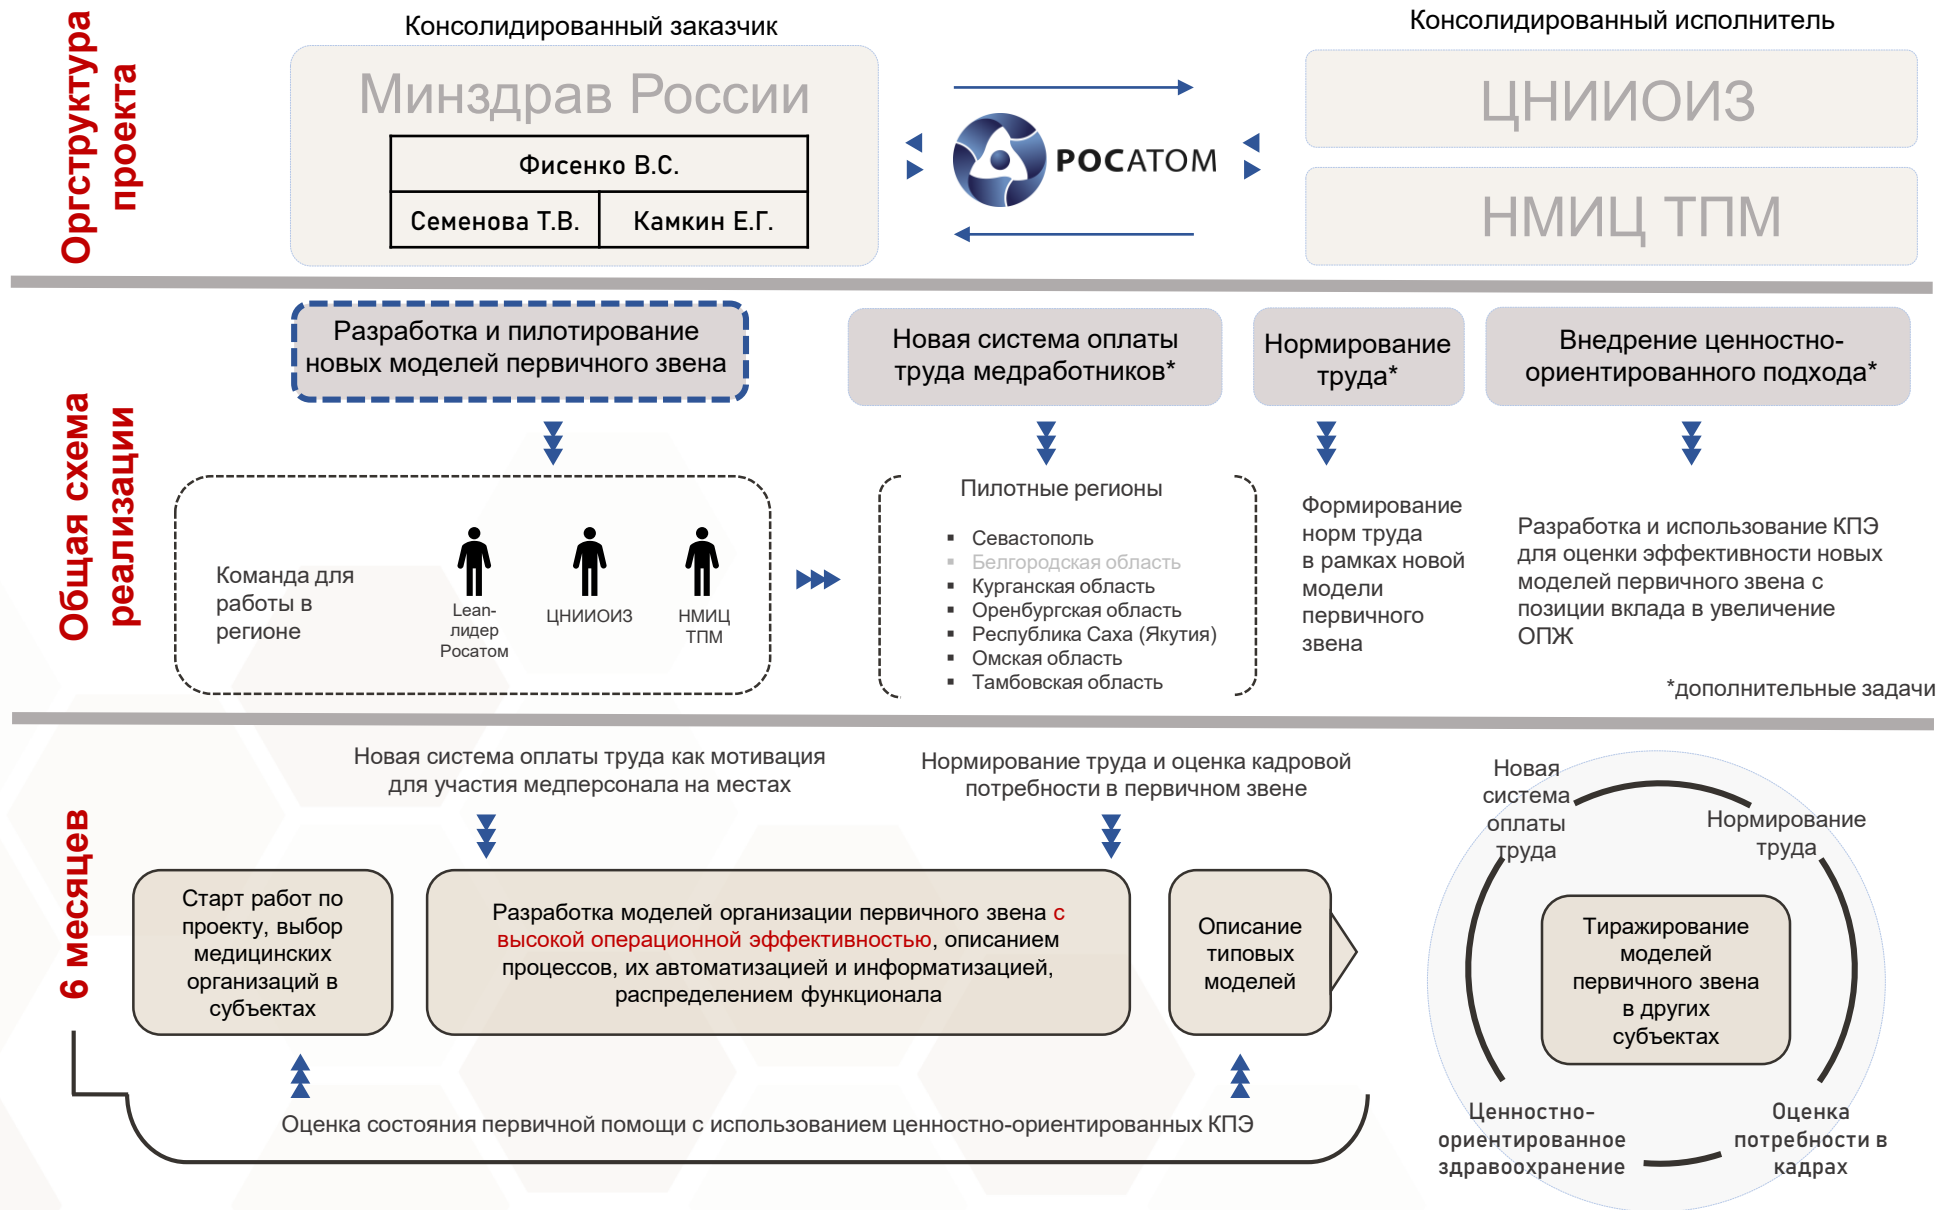 Оргструктура
проекта
Консолидированный заказчик
Минздрав России
Фисенко В.С.
Семенова Т.В.
Камкин Е.Г.
РОСАТОМ
Консолидированный исполнитель
ЦНИИОИЗ
НМИЦ ТПМ
Общая схема
реализации
Разработка и пилотирование
новых моделей первичного звена
Новая система оплаты
труда медработников*
Нормирование
труда*
Внедрение ценностно-
ориентированного подхода*
Команда для
работы в
регионе
Lean-
лидер
Росатом
ЦНИИОИЗ
НМИЦ
ТПМ
Пилотные регионы
▪ Севастополь
▪ Белгородская область
▪ Курганская область
▪ Оренбургская область
▪ Республика Саха (Якутия)
▪ Омская область
▪ Тамбовская область
Формирование
норм труда
в рамках новой
модели
первичного
звена
Разработка и использование КПЭ
для оценки эффективности новых
моделей первичного звена с
позиции вклада в увеличение
ОПЖ
*дополнительные задачи
6 месяцев
Новая система оплаты труда как мотивация
для участия медперсонала на местах
Нормирование труда и оценка кадровой
потребности в первичном звене
Старт работ по
проекту, выбор
медицинских
организаций в
субъектах
Разработка моделей организации первичного звена с
высокой операционной эффективностью, описанием
процессов, их автоматизацией и информатизацией,
распределением функционала
Описание
типовых
моделей
Оценка состояния первичной помощи с использованием ценностно-ориентированных КПЭ
Новая
система
оплаты
труда
Нормирование
труда
Тиражирование
моделей
первичного звена
в других
субъектах
Ценностно-
ориентированное
здравоохранение
Оценка
потребности в
кадрах